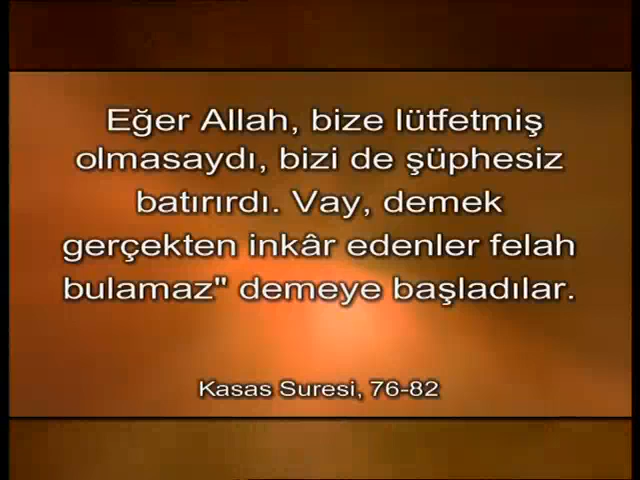 Eğer Allah, bize lütfetmiş
olmasaydı, bizi de şüphesiz
batırırdı. Vay, demek
gerçekten inkâr edenler felah
bulamaz" demeye başladılar.
Kasas Suresi, 76-82